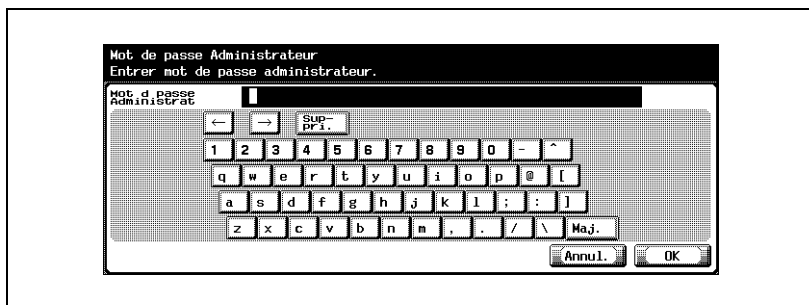 Mot de passe Administrateur
Entrer mot de passe administrateur.
Mot d passe
Administrat
← → Sup-
pri.
1 2 3 4 5 6 7 8 9 0 - ^
q w e r t y u i o p @ [
a s d f g h j k l ; : ]
z x c v b n m , . / \ Maj.
Annul. OK